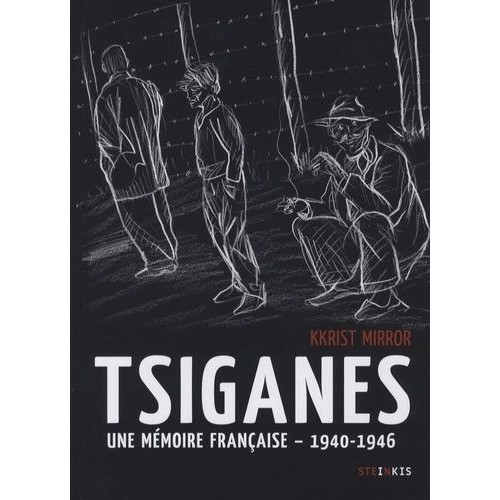 KKRIST MIRROR
TSIGANES
UNE MÉMOIRE FRANÇAISE – 1940-1946
STEINKIS